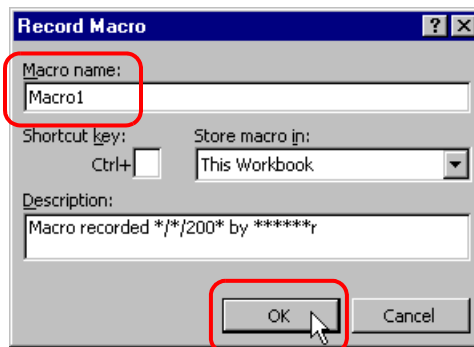 Record Macro
Macro name:
Macro1
Shortcut key: Store macro in:
Ctrl+ This Workbook
Description:
Macro recorded */*/200* by ******r
OK Cancel